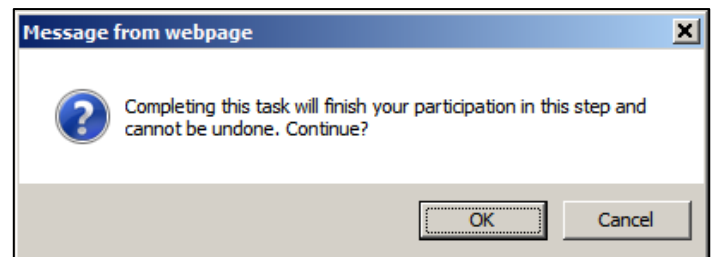 Message from webpage
Completing this task will finish your participation in this step and
cannot be undone. Continue?
OK Cancel